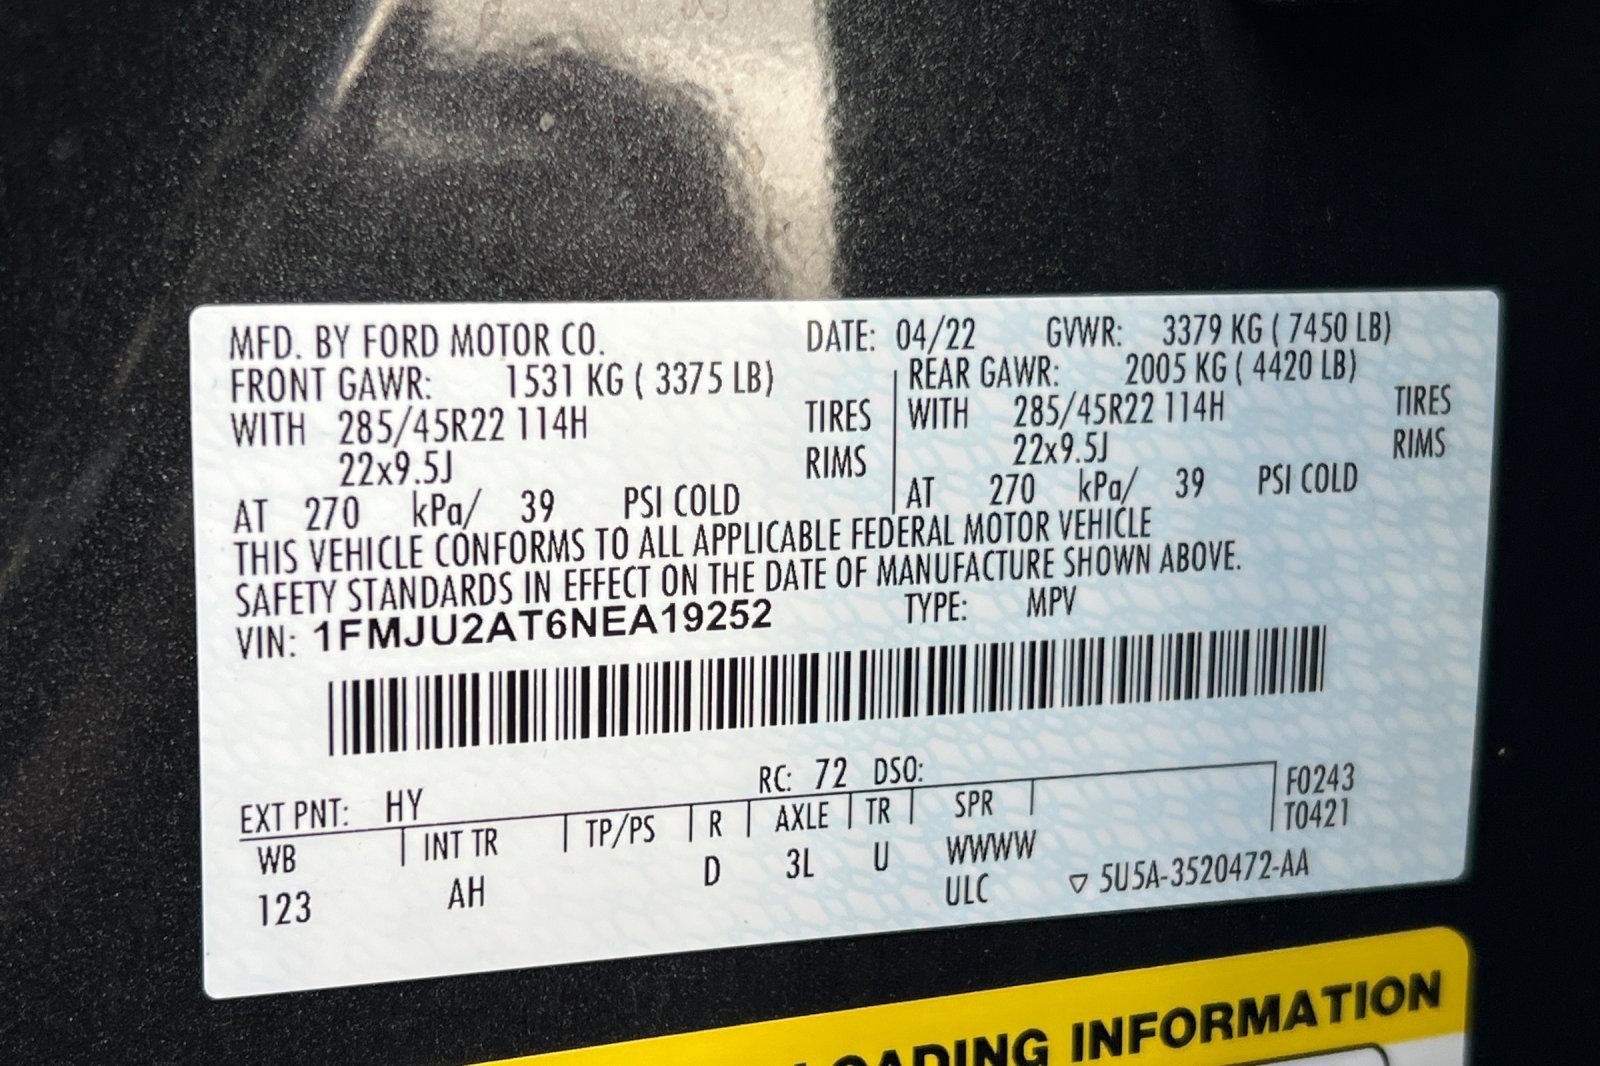 MFD. BY FORD MOTOR CO. DATE: 04/22 GVWR: 3379 KG ( 7450 LB)
FRONT GAWR: 1531 KG ( 3375 LB) REAR GAWR: 2005 KG ( 4420 LB)
WITH 285/45R22 114H TIRES WITH 285/45R22 114H TIRES
22x9.5J RIMS 22x9.5J RIMS
AT 270 kPa/ 39 PSI COLD AT 270 kPa/ 39 PSI COLD
THIS VEHICLE CONFORMS TO ALL APPLICABLE FEDERAL MOTOR VEHICLE
SAFETY STANDARDS IN EFFECT ON THE DATE OF MANUFACTURE SHOWN ABOVE.
VIN: 1FMJU2AT6NEA19252 TYPE: MPV
EXT PNT: HY RC: 72 DSO: F0243
WB INT TR TP/PS R AXLE TR SPR T0421
123 AH D 3L U WWWW
ULC ▽ 5U5A-3520472-AA
INFORMATION